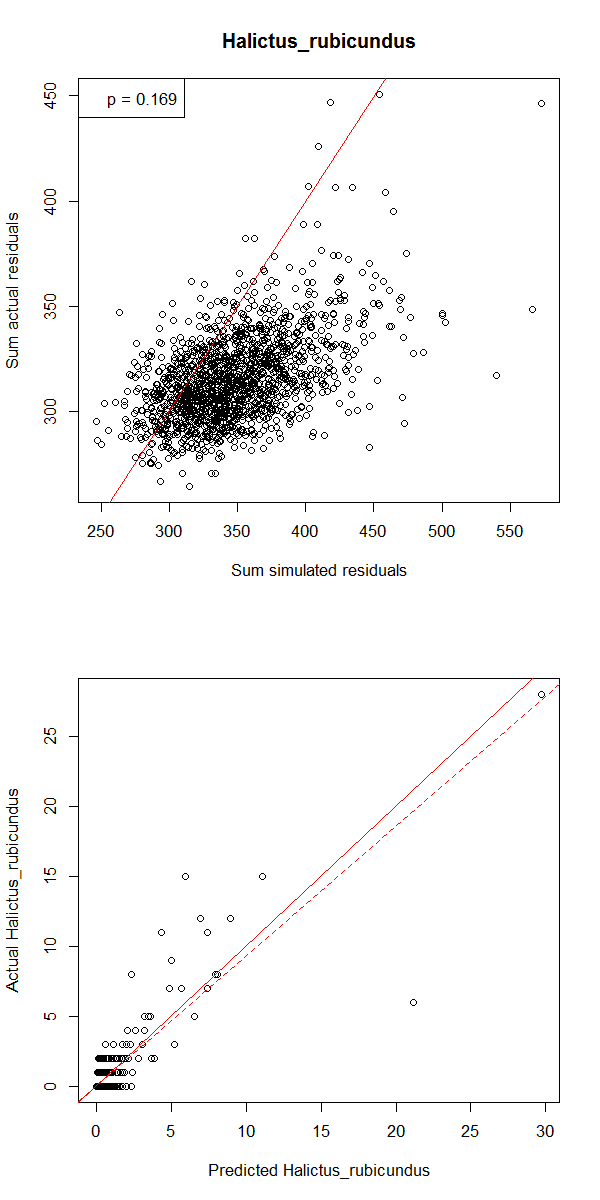 Halictus_rubicundus
p = 0.169
450
400
350
300
Sum actual residuals
250 300 350 400 450 500 550
Sum simulated residuals
25
20
15
10
5
0
Actual Halictus_rubicundus
0 5 10 15 20 25 30
Predicted Halictus_rubicundus